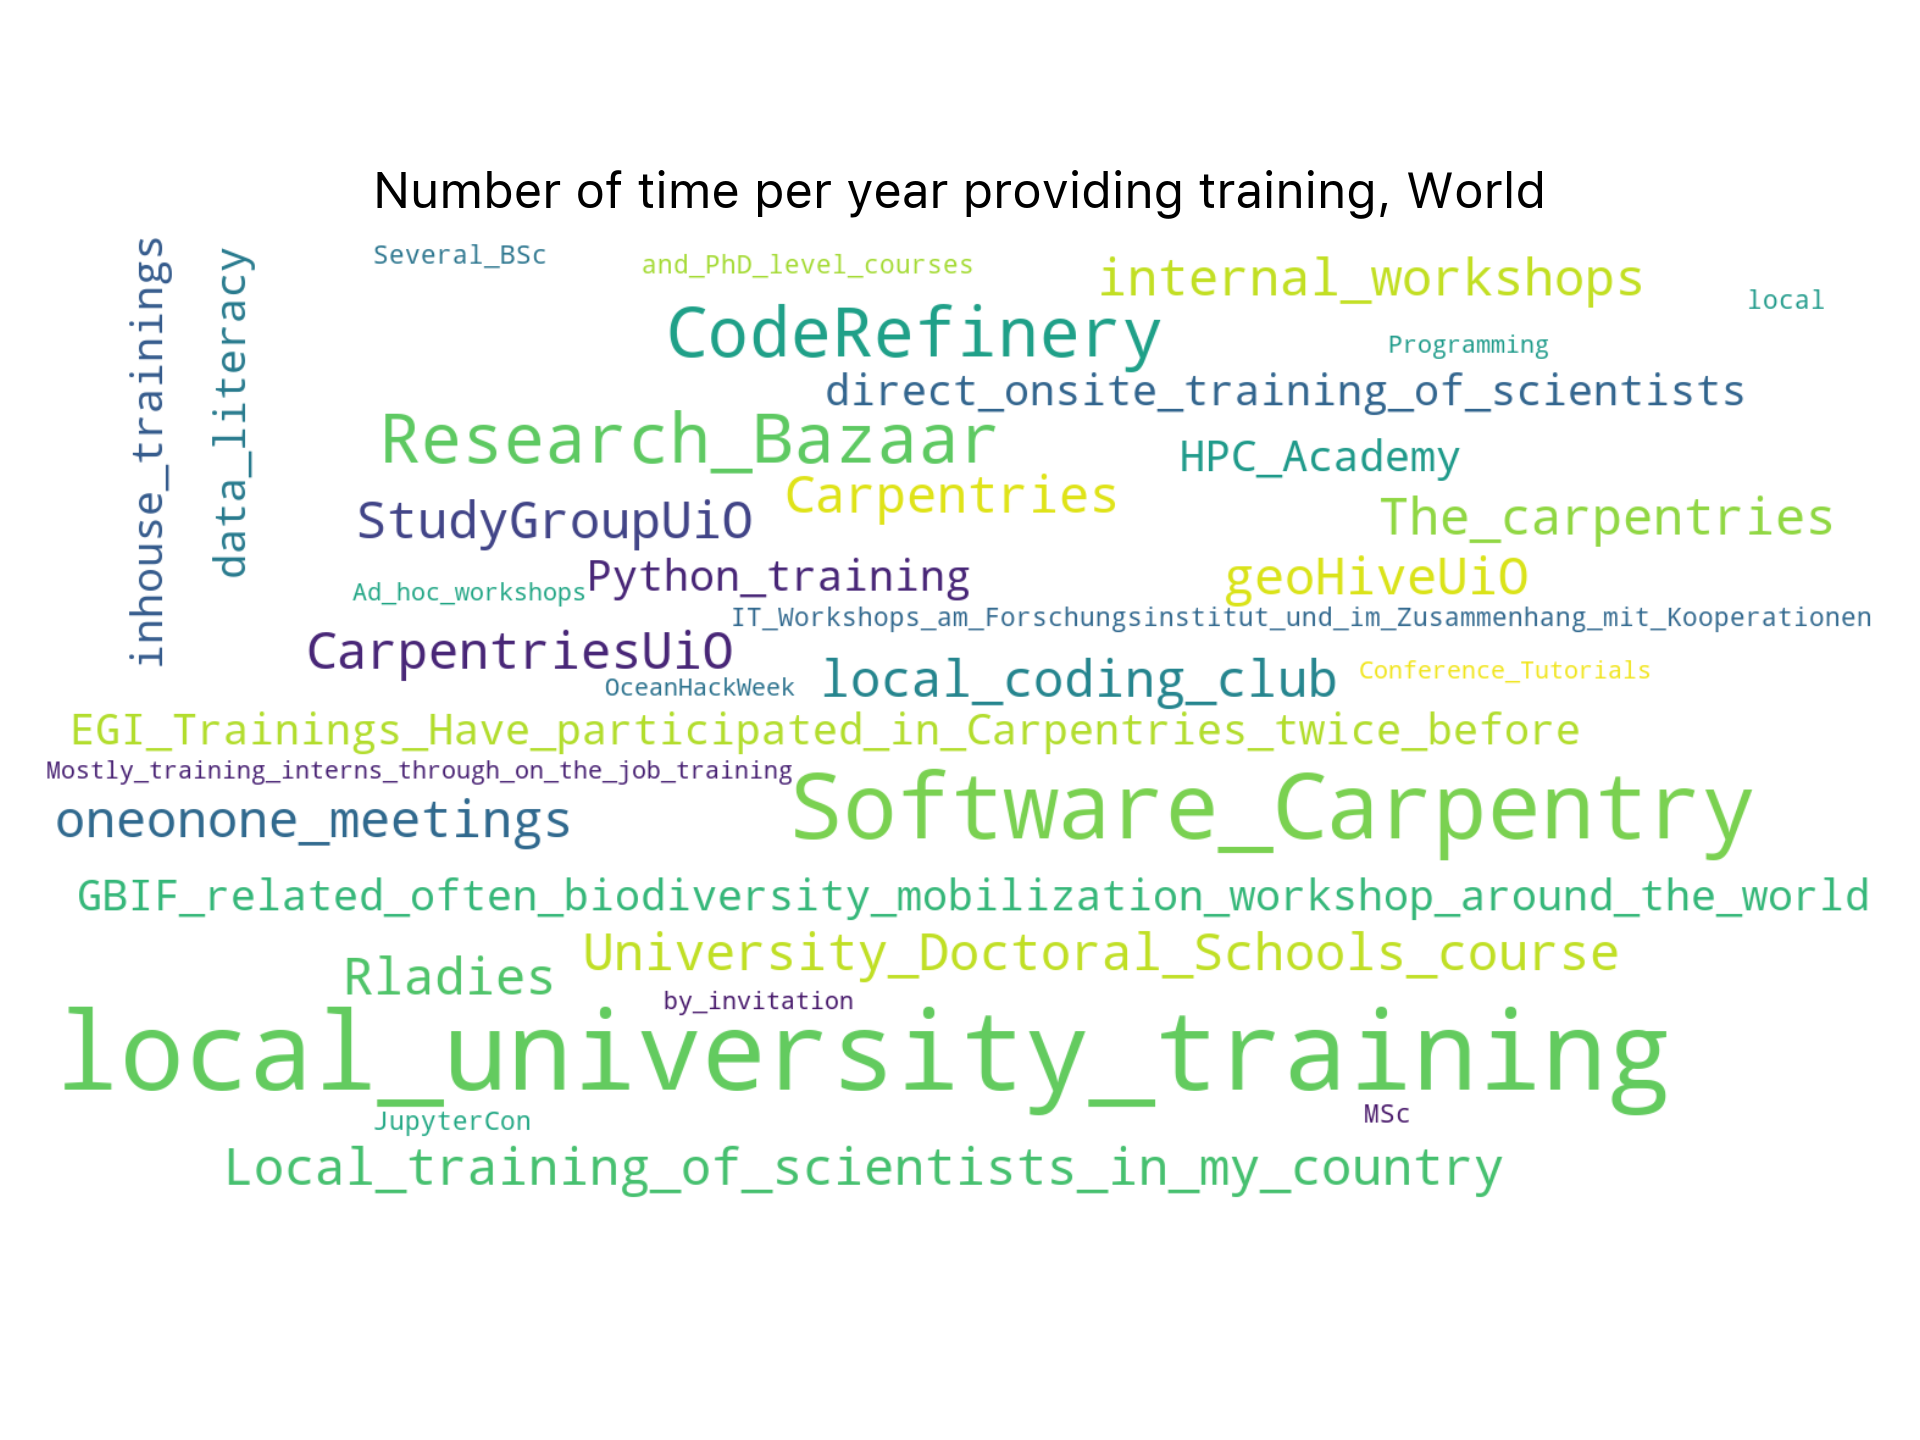 Number of time per year providing training, World
inhouse_trainings
data_literacy
Several_BSc
and_PhD_level_courses
internal_workshops
local
CodeRefinery
Programming
direct_onsite_training_of_scientists
Research_Bazaar
HPC_Academy
Carpentries
StudyGroupUiO
The_carpentries
Python_training
geoHiveUiO
Ad_hoc_workshops
IT_Workshops_am_Forschungsinstitut_und_im_Zusammenhang_mit_Kooperationen
CarpentriesUiO
local_coding_club
Conference_Tutorials
OceanHackWeek
EGI_Trainings_Have_participated_in_Carpentries_twice_before
Mostly_training_interns_through_on_the_job_training
Software_Carpentry
oneonone_meetings
GBIF_related_often_biodiversity_mobilization_workshop_around_the_world
University_Doctoral_Schools_course
Rladies
by_invitation
local_university_training
JupyterCon
MSc
Local_training_of_scientists_in_my_country